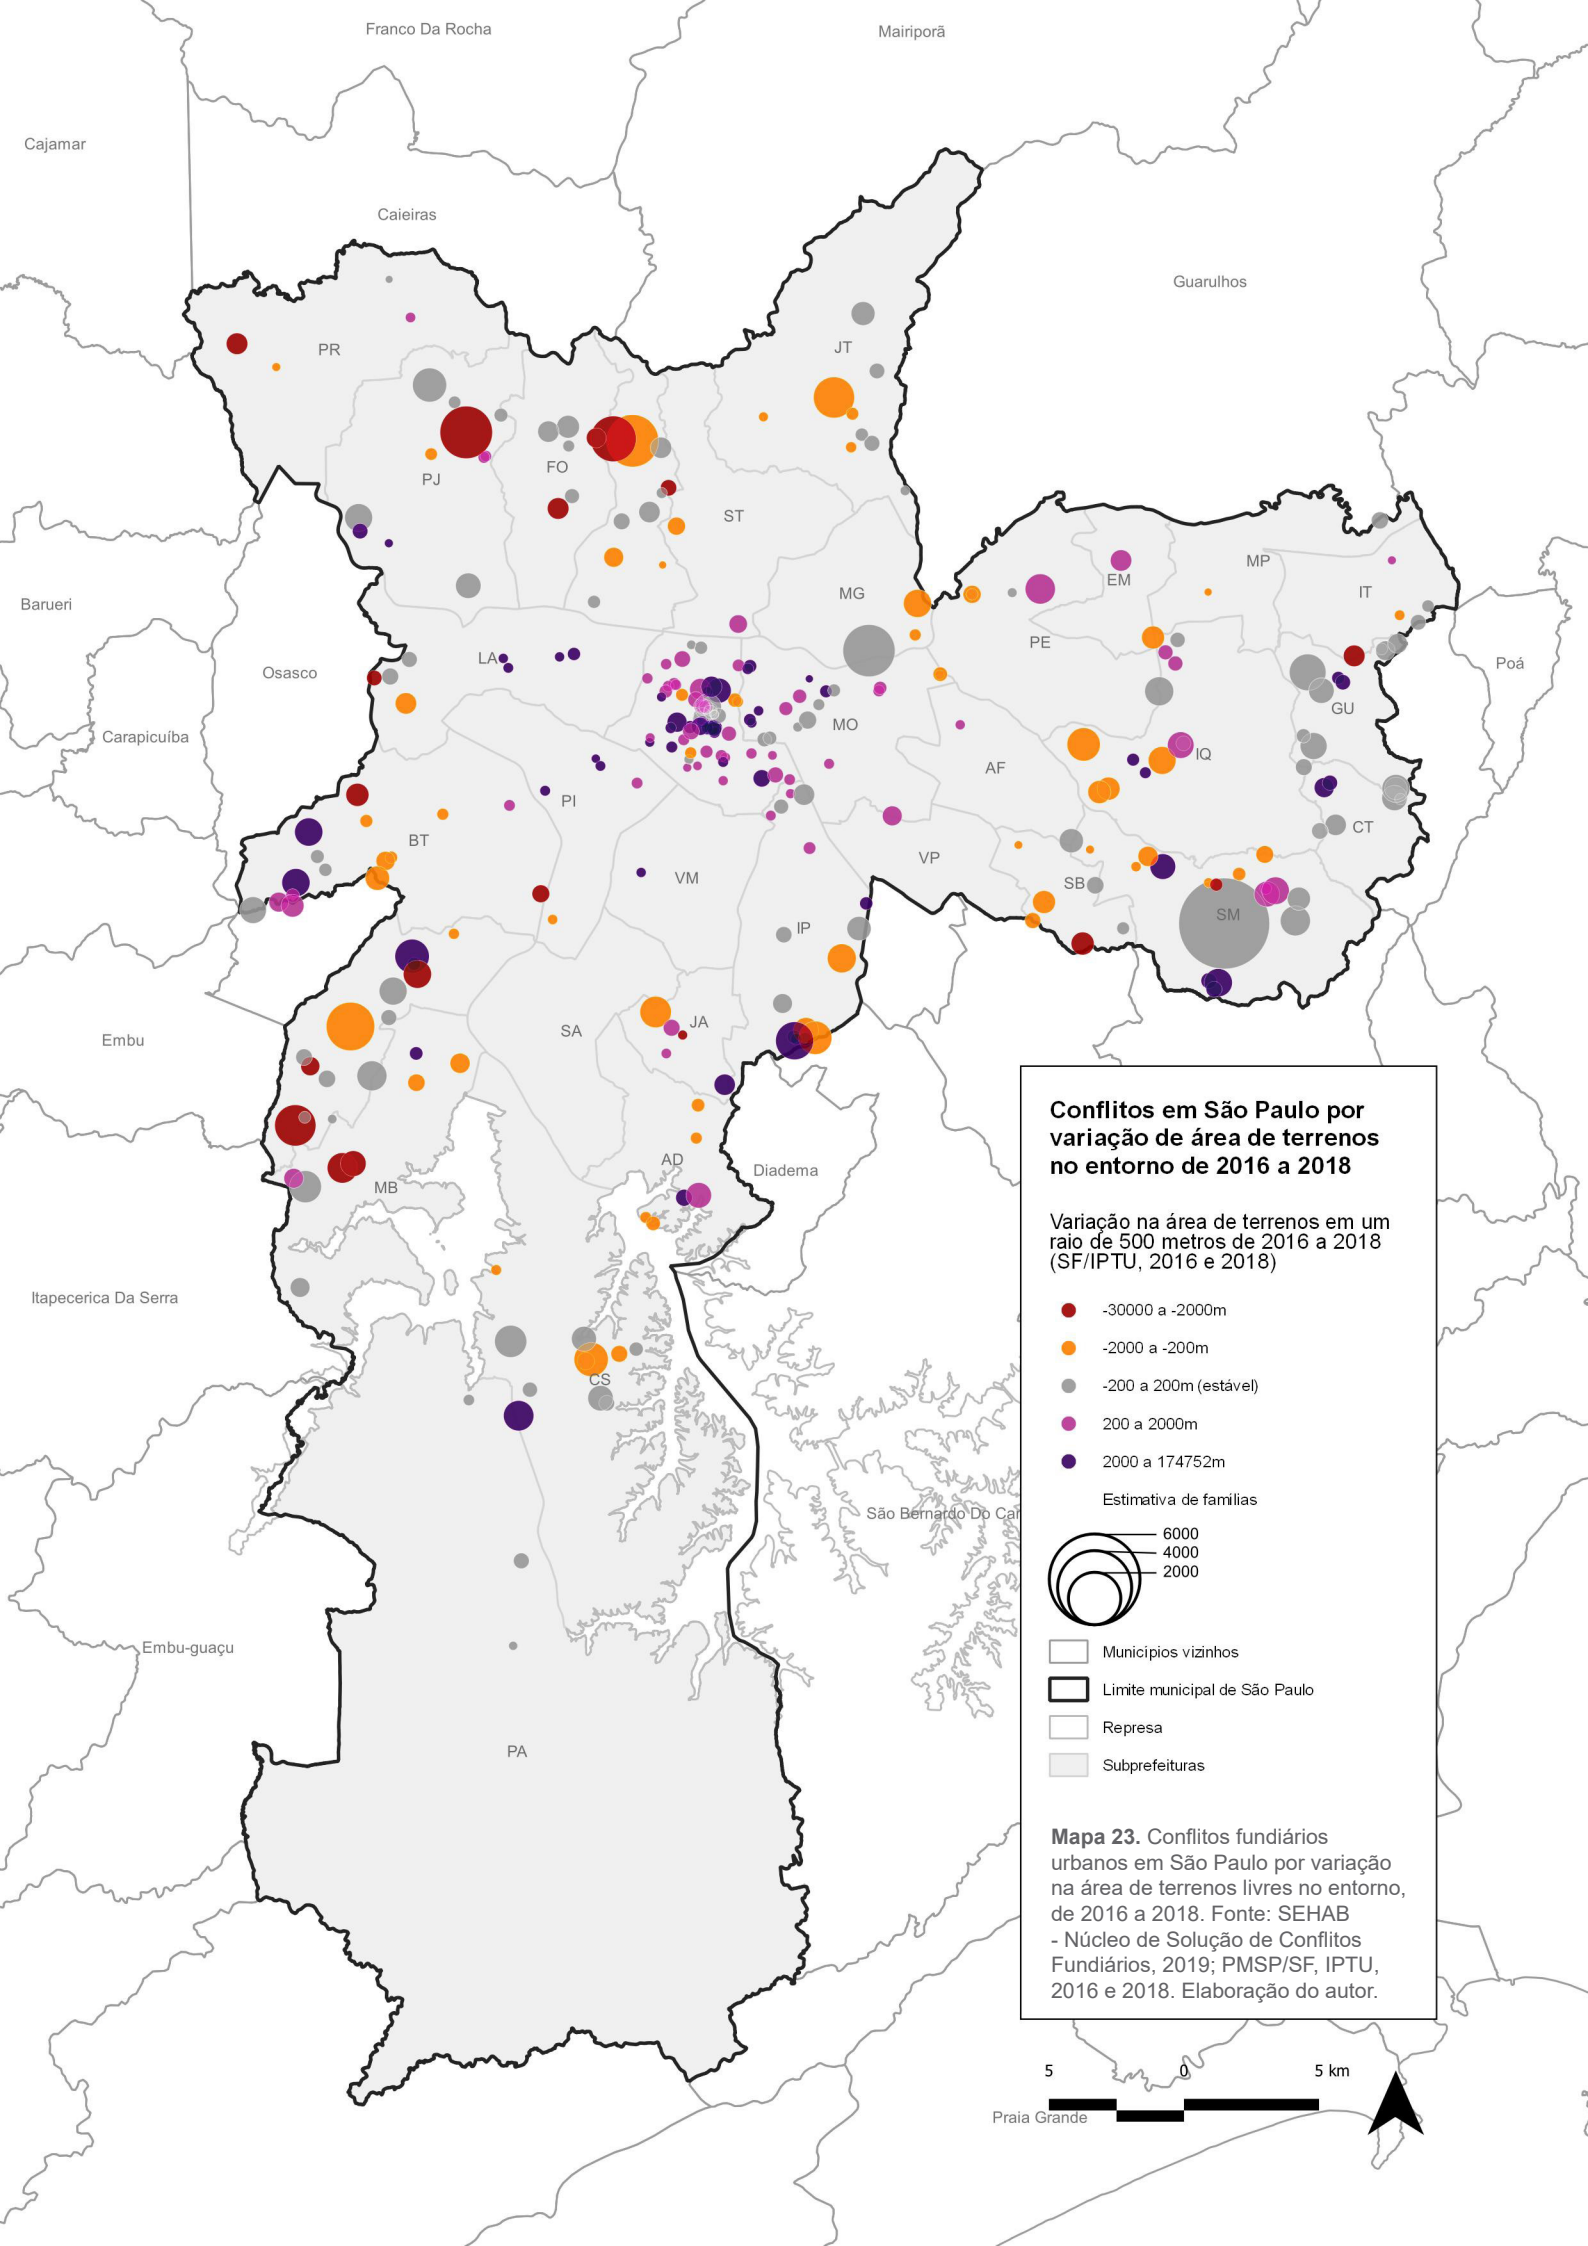 Franco Da Rocha
Mairiporã
Cajamar
Caieiras
Guarulhos
PR
JT
FO
PJ
ST
MP
EM
MG
IT
Barueri
PE
LA
Poá
Osasco
GU
MO
Carapicuíba
IQ
AF
PI
CT
BT
VP
VM
SB
SM
IP
JA
SA
Embu
AD
Diadema
MB
Itapecerica Da Serra
CS
São Bernardo Do Car
Embu-guaçu
PA
Praia Grande
Conflitos em São Paulo por
variação de área de terrenos
no entorno de 2016 a 2018
Variação na área de terrenos em um
raio de 500 metros de 2016 a 2018
(SF/IPTU, 2016 e 2018)
-30000 a -2000m
-2000 a -200m
-200 a 200m (estável)
200 a 2000m
2000 a 174752m
Estimativa de famílias
6000
4000
2000
Municípios vizinhos
Limite municipal de São Paulo
Represa
Subprefeituras
Mapa 23. Conflitos fundiários
urbanos em São Paulo por variação
na área de terrenos livres no entorno,
de 2016 a 2018. Fonte: SEHAB
- Núcleo de Solução de Conflitos
Fundiários, 2019; PMSP/SF, IPTU,
2016 e 2018. Elaboração do autor.
5 0 5 km